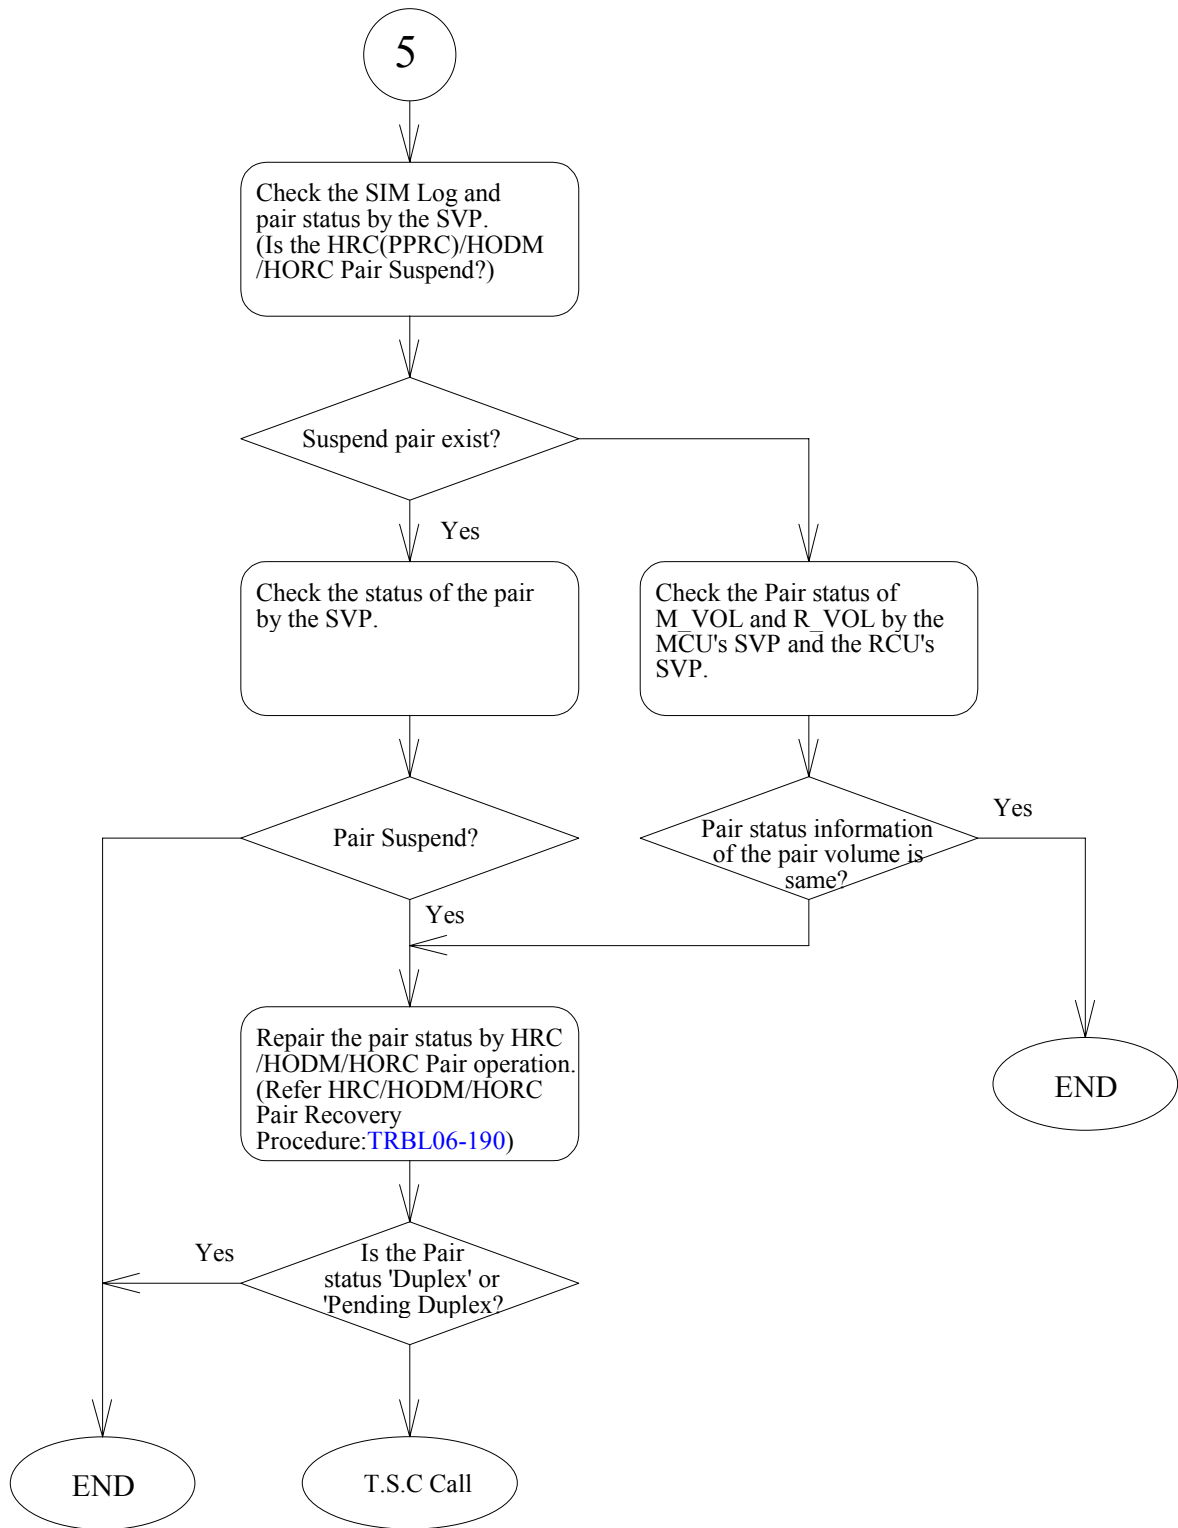 5
Check the SIM Log and
pair status by the SVP.
(Is the HRC(PPRC)/HODM
/HORC Pair Suspend?)
Suspend pair exist?
Yes
Check the status of the pair
by the SVP.
Check the Pair status of
M_VOL and R_VOL by the
MCU's SVP and the RCU's
SVP.
Pair Suspend?
Yes
Pair status information
of the pair volume is
same?
Yes
Repair the pair status by HRC
/HODM/HORC Pair operation.
(Refer HRC/HODM/HORC
Pair Recovery
Procedure:TRBL06-190)
END
Yes
Is the Pair
status 'Duplex' or
'Pending Duplex?
END
T.S.C Call